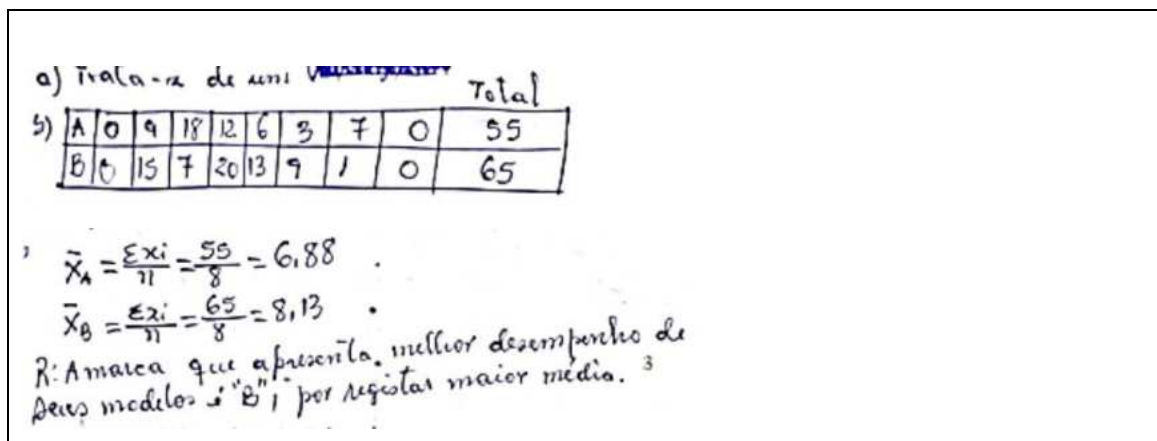 a) Trata-se de um
Total
b) A 0 9 18 12 6 3 7 0 55
B 0 15 7 20 13 9 1 0 65
X̄A = Σxi/n = 55/8 = 6,88 .
X̄B = Σxi/n = 65/8 = 8,13 .
R: A marca que apresenta melhor desempenho de
seus modelos é "B", por registar maior média. 3